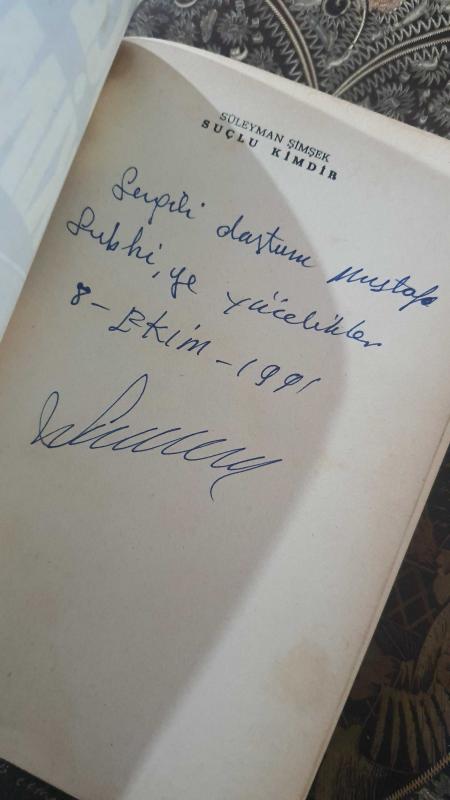 SÜLEYMAN ŞİMŞEK
SUÇLU KİMDİR
Sevgili dostum Mustafa
Subhi'ye yücelikler
8-Ekim-1991